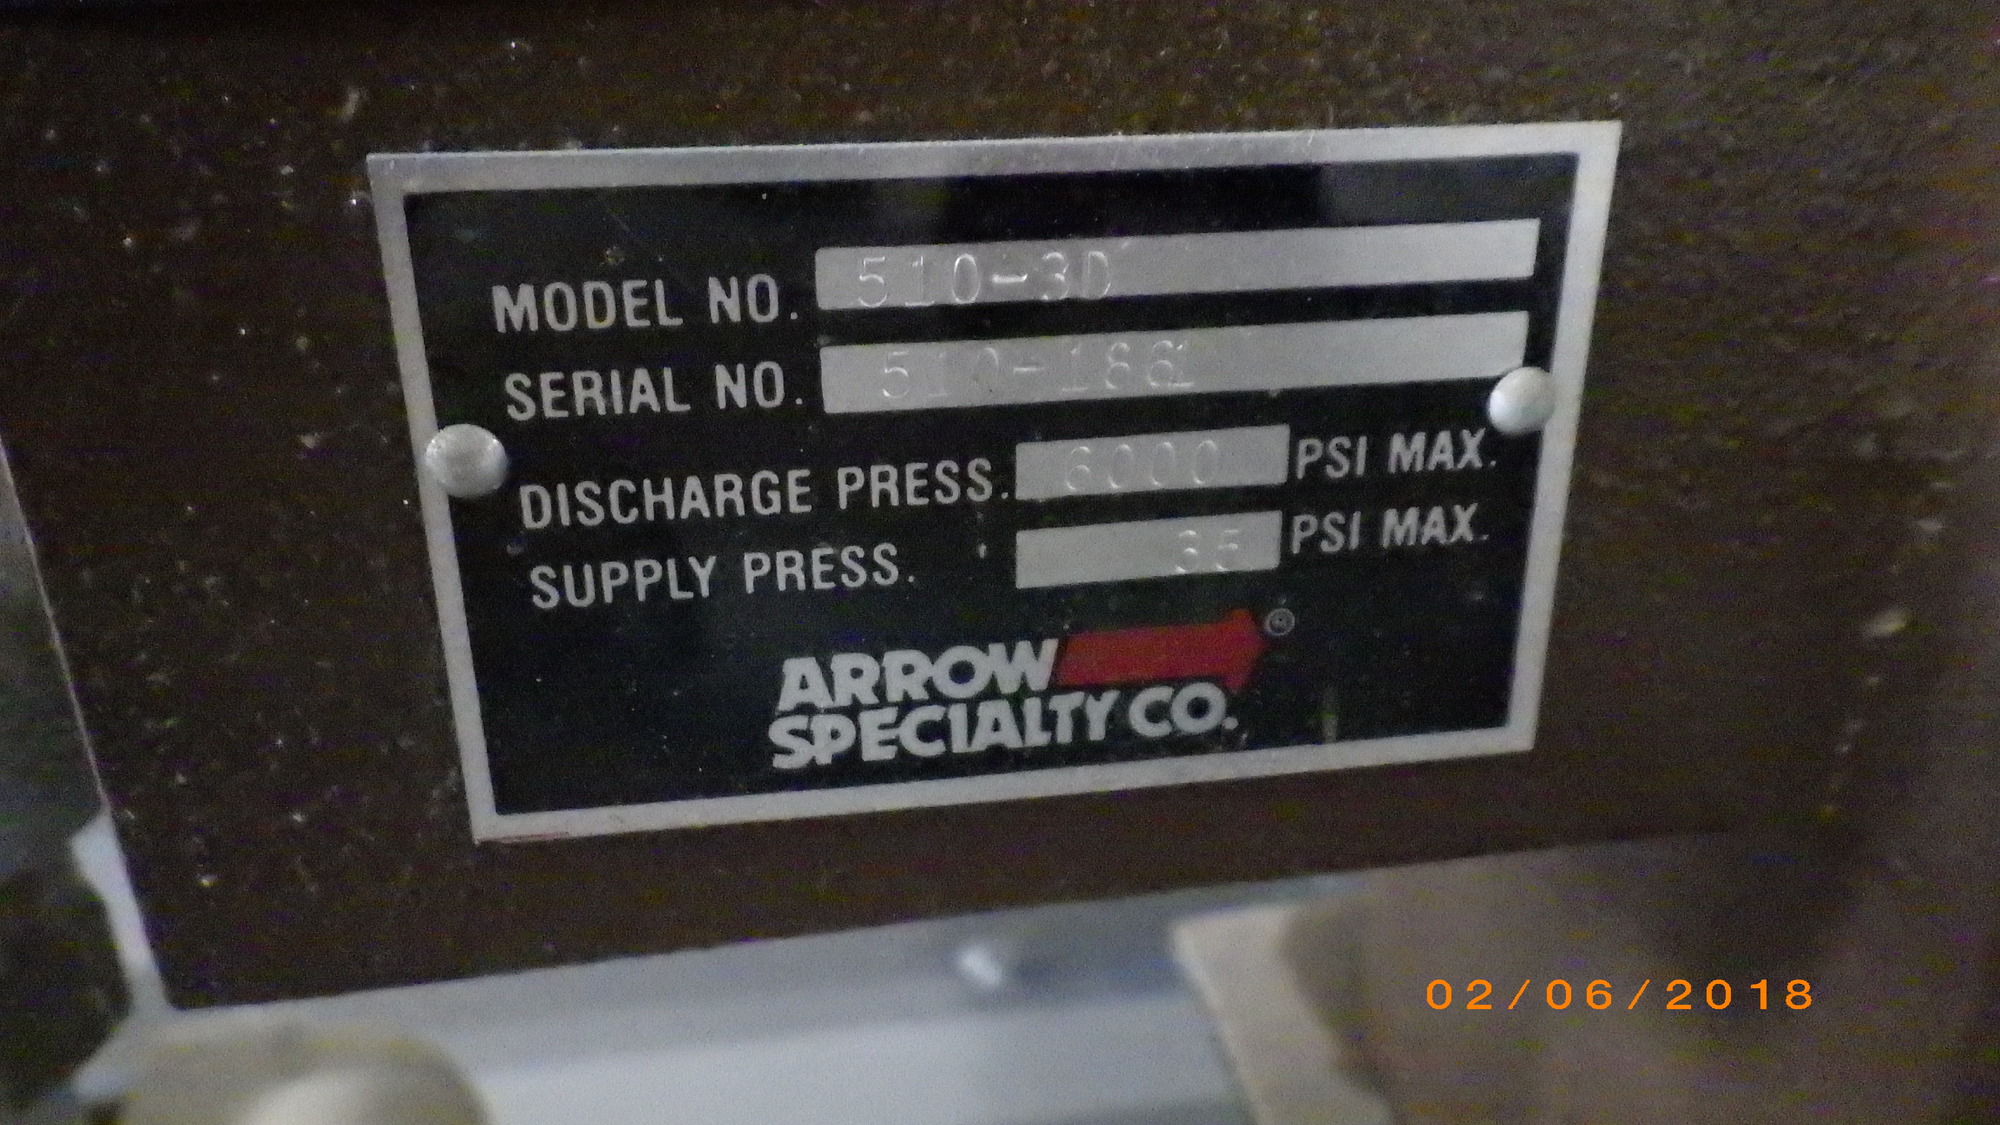 MODEL NO. 510-3D
SERIAL NO. 510-1861
DISCHARGE PRESS. 6000 PSI MAX.
SUPPLY PRESS. 35 PSI MAX.
ARROW ®
SPECIALTY CO.
02/06/2018